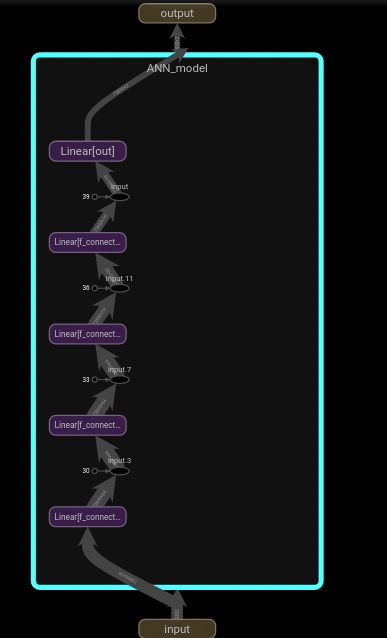 output
ANN_model
Linear[out]
input
39
Linear[f_connect...
input.11
36
Linear[f_connect...
input.7
33
Linear[f_connect...
input.3
30
Linear[f_connect...
input